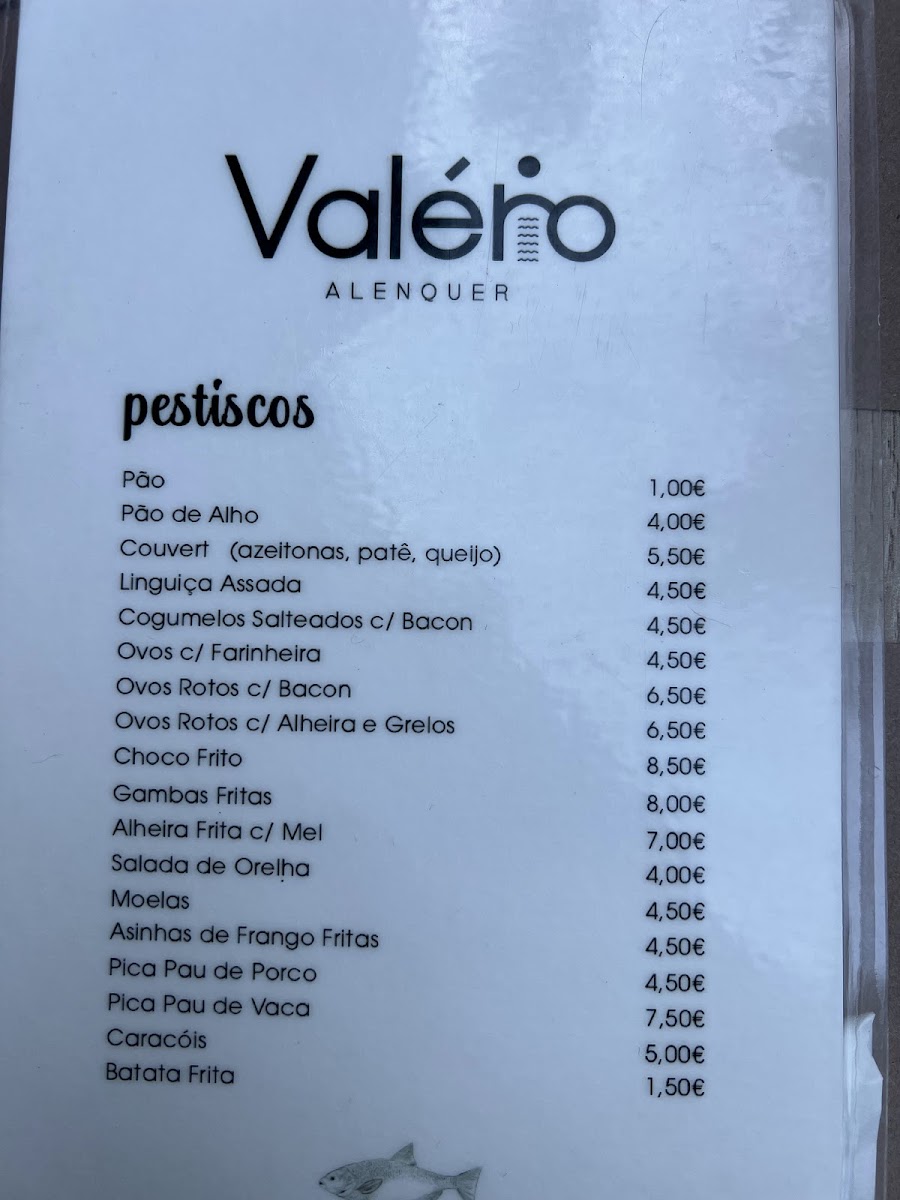 Valério
ALENQUER
pestiscos
Pão 1,00€
Pão de Alho 4,00€
Couvert (azeitonas, patê, queijo) 5,50€
Linguiça Assada 4,50€
Cogumelos Salteados c/ Bacon 4,50€
Ovos c/ Farinheira 4,50€
Ovos Rotos c/ Bacon 6,50€
Ovos Rotos c/ Alheira e Grelos 6,50€
Choco Frito 8,50€
Gambas Fritas 8,00€
Alheira Frita c/ Mel 7,00€
Salada de Orelha 4,00€
Moelas 4,50€
Asinhas de Frango Fritas 4,50€
Pica Pau de Porco 4,50€
Pica Pau de Vaca 7,50€
Caracóis 5,00€
Batata Frita 1,50€